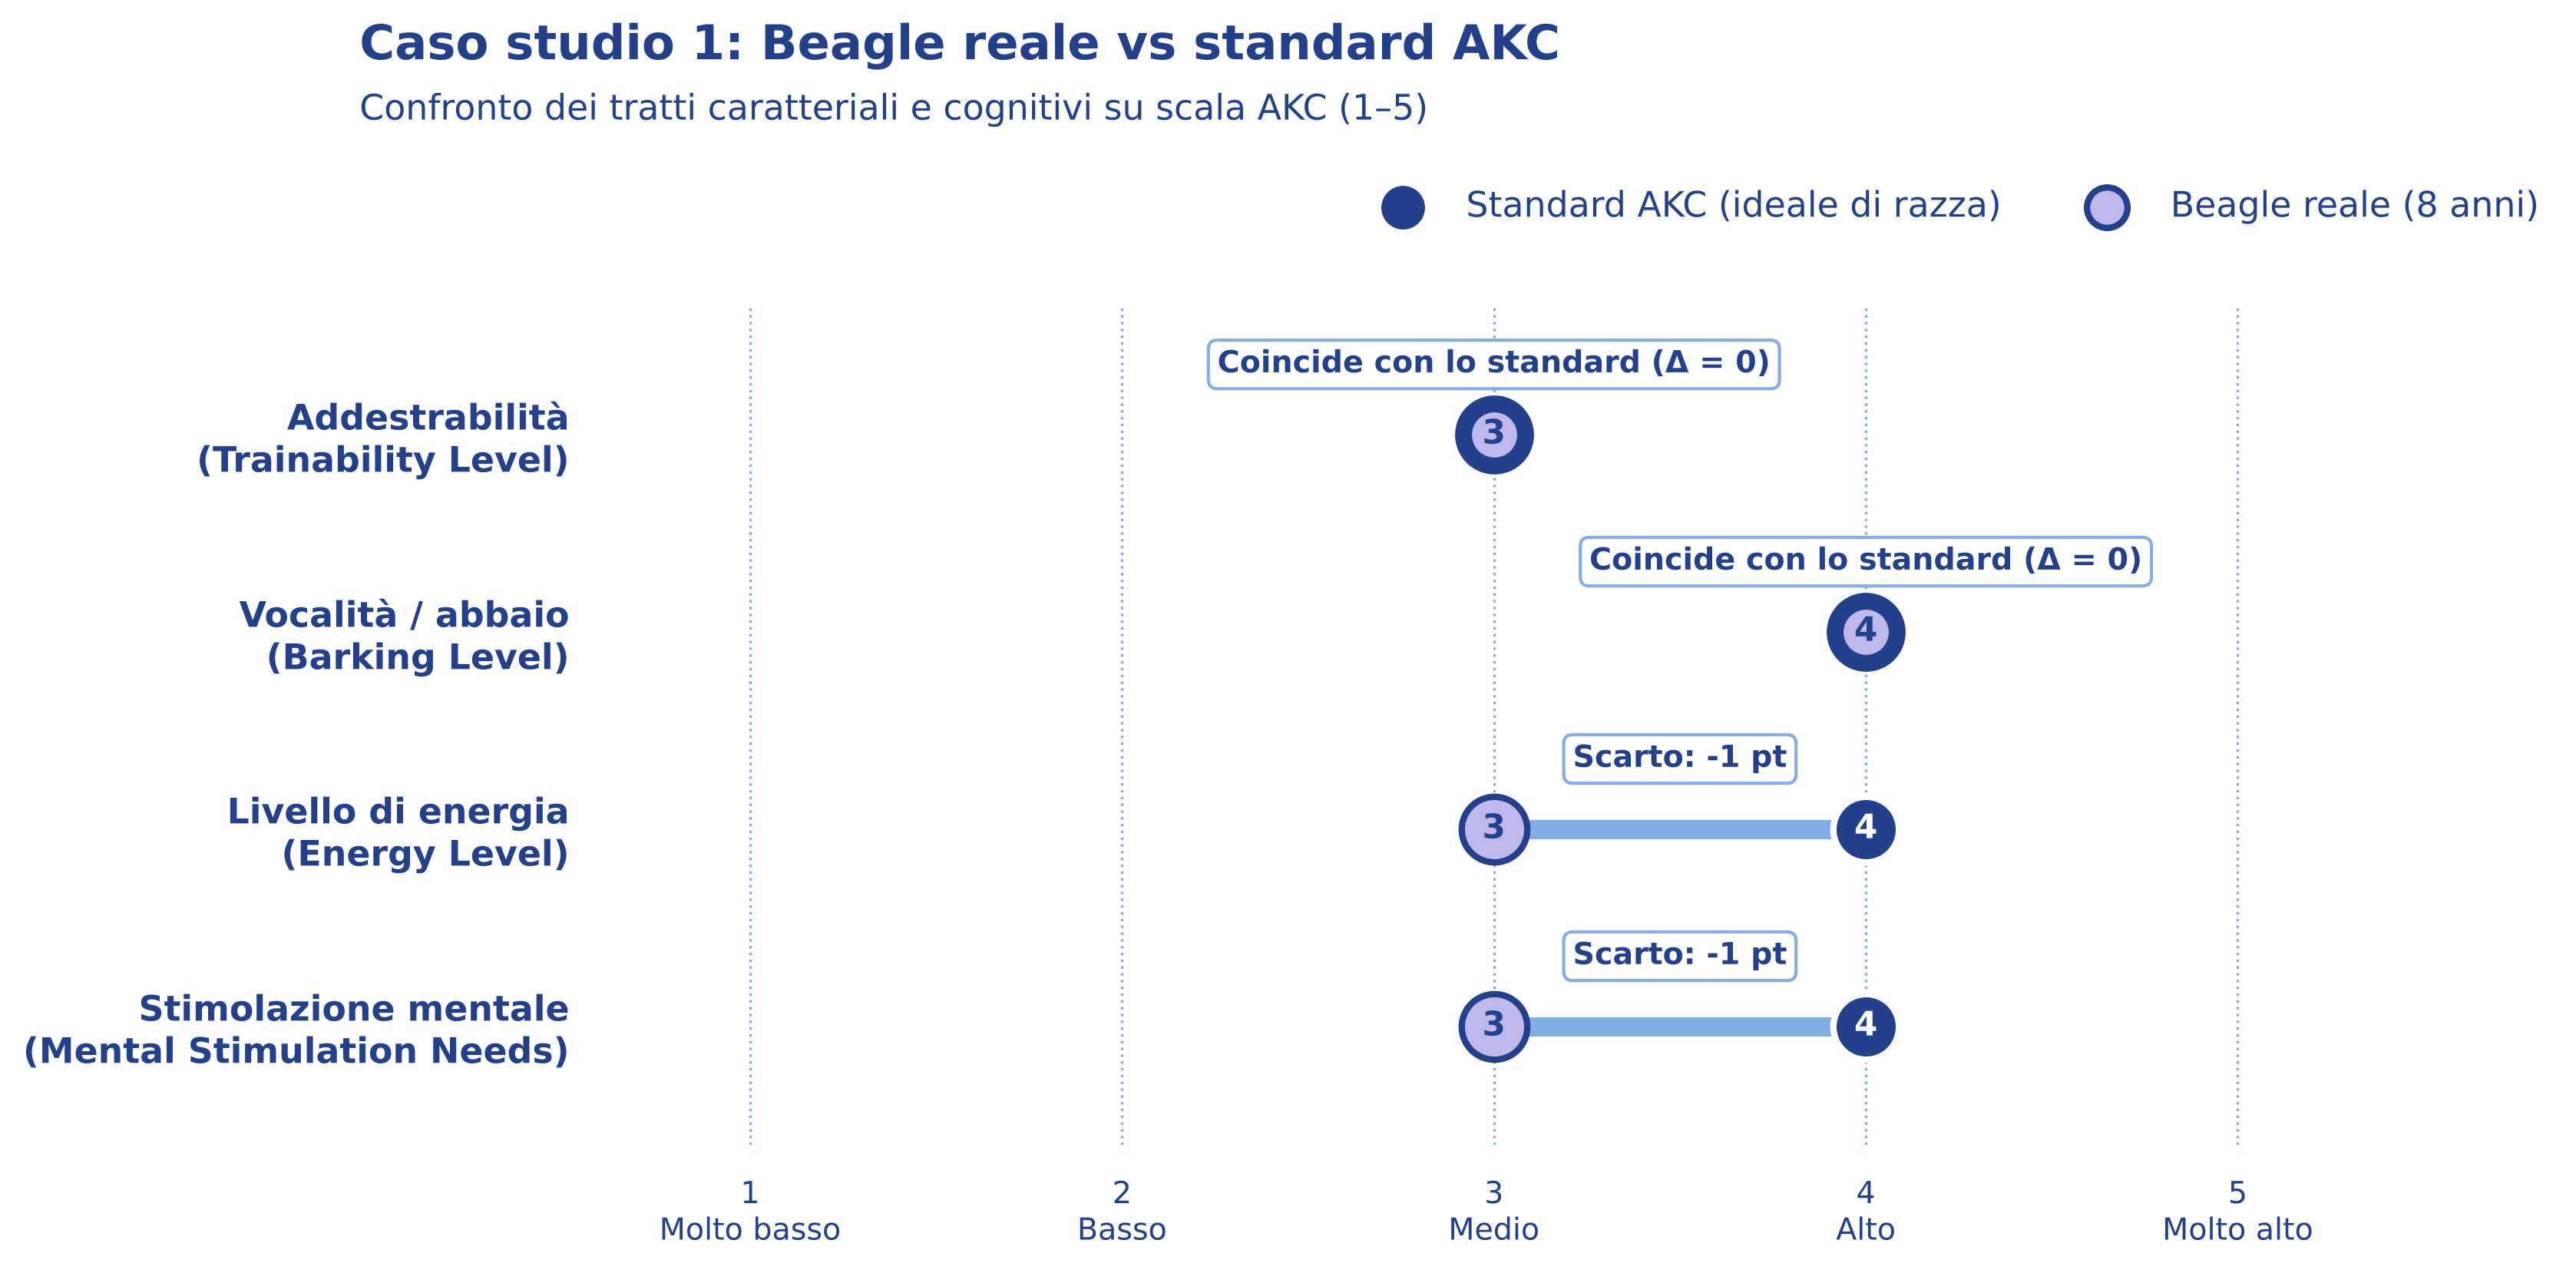 Caso studio 1: Beagle reale vs standard AKC
Confronto dei tratti caratteriali e cognitivi su scala AKC (1–5)
Standard AKC (ideale di razza)
Beagle reale (8 anni)
Coincide con lo standard (Δ = 0)
Addestrabilità
(Trainability Level)
3
Coincide con lo standard (Δ = 0)
Vocalità / abbaio
(Barking Level)
4
Scarto: -1 pt
Livello di energia
(Energy Level)
3
4
Scarto: -1 pt
Stimolazione mentale
(Mental Stimulation Needs)
3
4
1
Molto basso
2
Basso
3
Medio
4
Alto
5
Molto alto